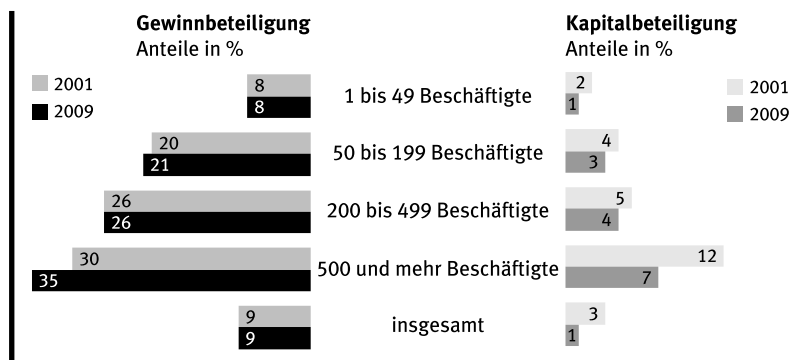 Gewinnbeteiligung
Anteile in %
Kapitalbeteiligung
Anteile in %
2001
2009
2001
2009
8
8
1 bis 49 Beschäftigte
2
1
20
21
50 bis 199 Beschäftigte
4
3
26
26
200 bis 499 Beschäftigte
5
4
30
35
500 und mehr Beschäftigte
12
7
9
9
insgesamt
3
1